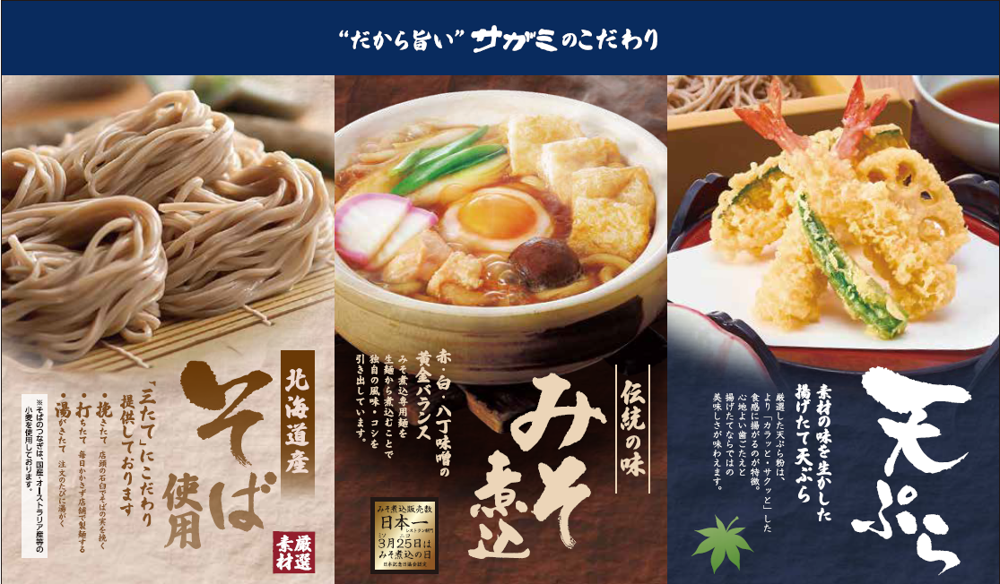 “だから旨い”サガミのこだわり
北海道産
そば
使用
「三たて」にこだわり
提供しております
・挽きたて 店頭の石臼でそばの実を挽く
・打ちたて 毎日かかさず店舗で製麺する
・湯がきたて 注文のたびに湯がく
※そばのつなぎは、国産・オーストラリア産等の
小麦を使用しております。
厳選
素材
伝統の味
みそ
煮込
赤・白・八丁味噌の
黄金バランス
みそ煮込専用麺を
生麺から煮込むことで
独自の風味・コシを
引き出しています。
みそ煮込販売数
日本一
レストラン部門
ミソ ニコ
3月25日は
みそ煮込の日
日本記念日協会認定
天ぷら
素材の味を生かした
揚げたて天ぷら
厳選した天ぷら粉は、
より「カラッと・サクッと」した
食感に揚がるのが特徴。
心地よい歯ごたえと
揚げたてならではの
美味しさが味わえます。